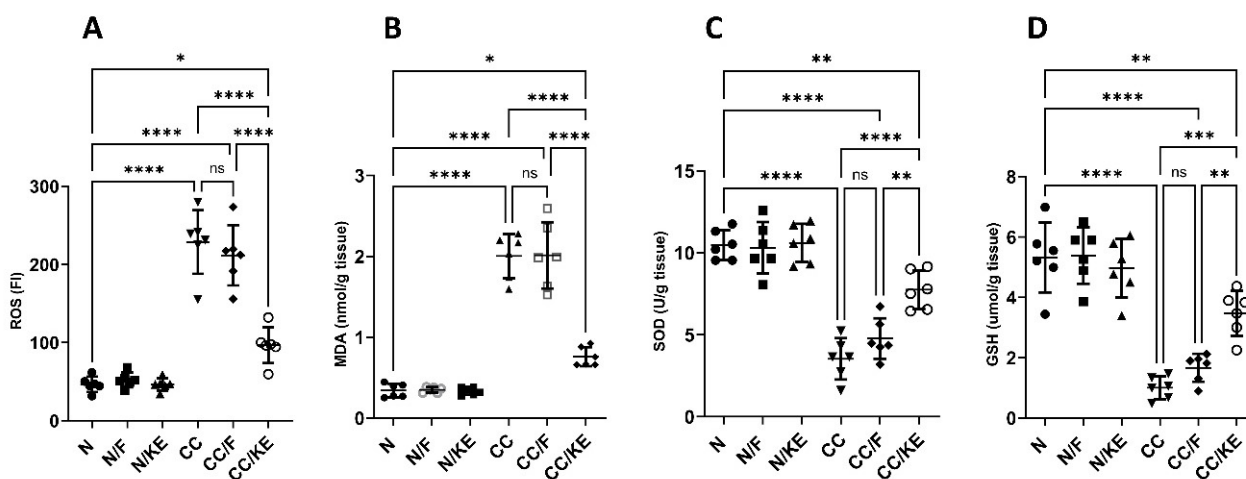 A
*
****
**** ****
**** ns
300
200
100
0
ROS (FI)
N N/F N/KE CC CC/F CC/KE
B
*
****
**** ****
**** ns
3
2
1
0
MDA (nmol/g tissue)
N N/F N/KE CC CC/F CC/KE
C
**
****
****
**** ns **
15
10
5
0
SOD (U/g tissue)
N N/F N/KE CC CC/F CC/KE
D
**
****
***
**** ns **
8
6
4
2
0
GSH (umol/g tissue)
N N/F N/KE CC CC/F CC/KE